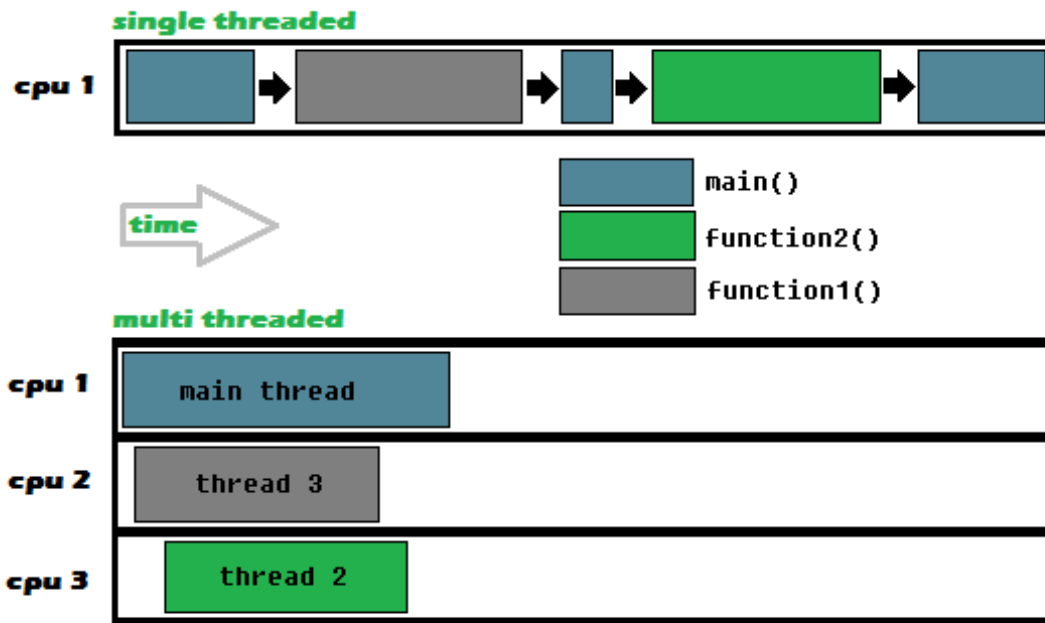 single threaded
cpu 1
main()
time
function2()
function1()
multi threaded
cpu 1
main thread
cpu 2
thread 3
cpu 3
thread 2